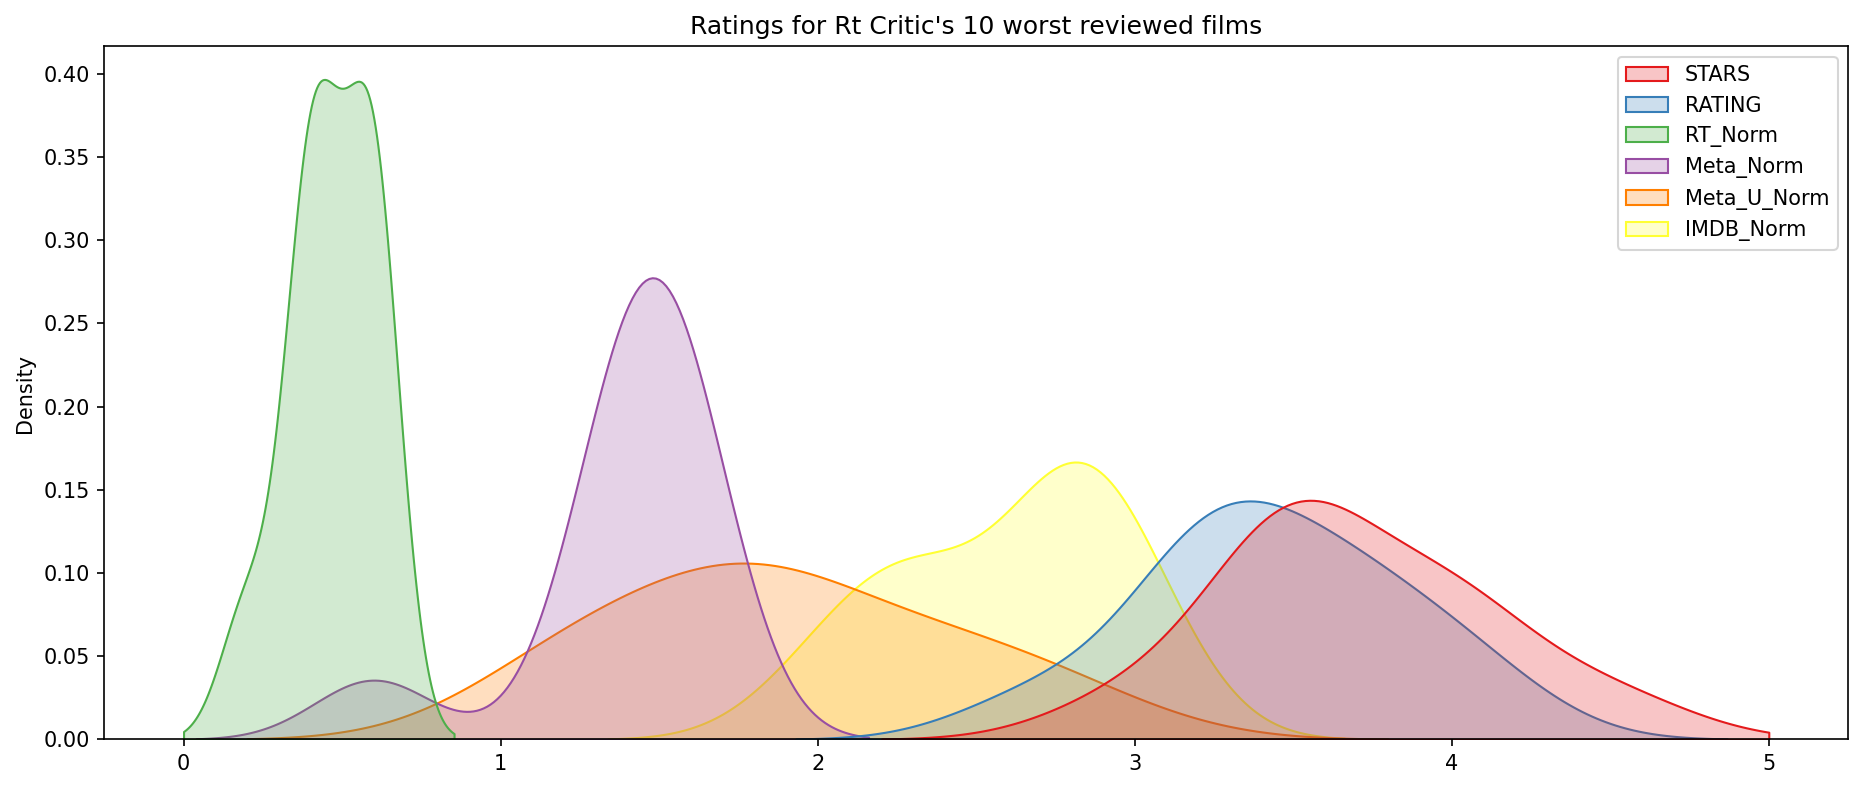 Ratings for Rt Critic's 10 worst reviewed films
STARS
RATING
RT_Norm
Meta_Norm
Meta_U_Norm
IMDB_Norm
Density
0.40
0.35
0.30
0.25
0.20
0.15
0.10
0.05
0.00
0 1 2 3 4 5